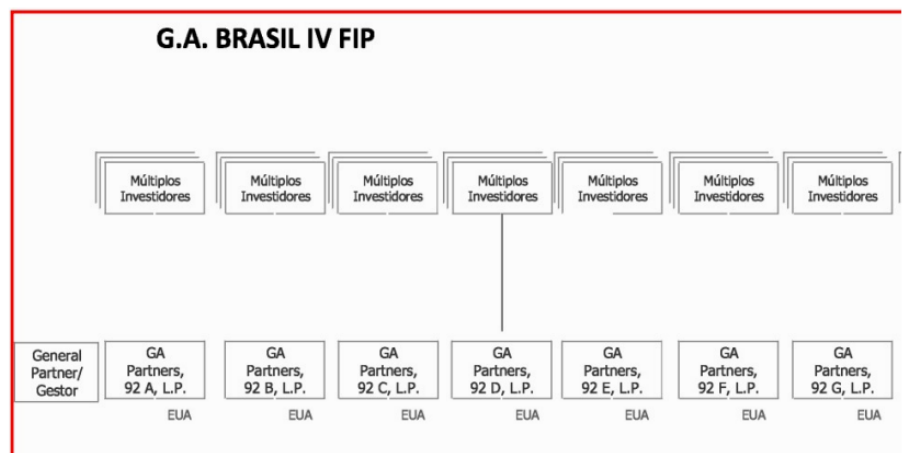 G.A. BRASIL IV FIP
Múltiplos
Investidores
Múltiplos
Investidores
Múltiplos
Investidores
Múltiplos
Investidores
Múltiplos
Investidores
Múltiplos
Investidores
Múltiplos
Investidores
General
Partner/
Gestor
GA
Partners,
92 A, L.P.
EUA
GA
Partners,
92 B, L.P.
EUA
GA
Partners,
92 C, L.P.
EUA
GA
Partners,
92 D, L.P.
EUA
GA
Partners,
92 E, L.P.
EUA
GA
Partners,
92 F, L.P.
EUA
GA
Partners,
92 G, L.P.
EUA